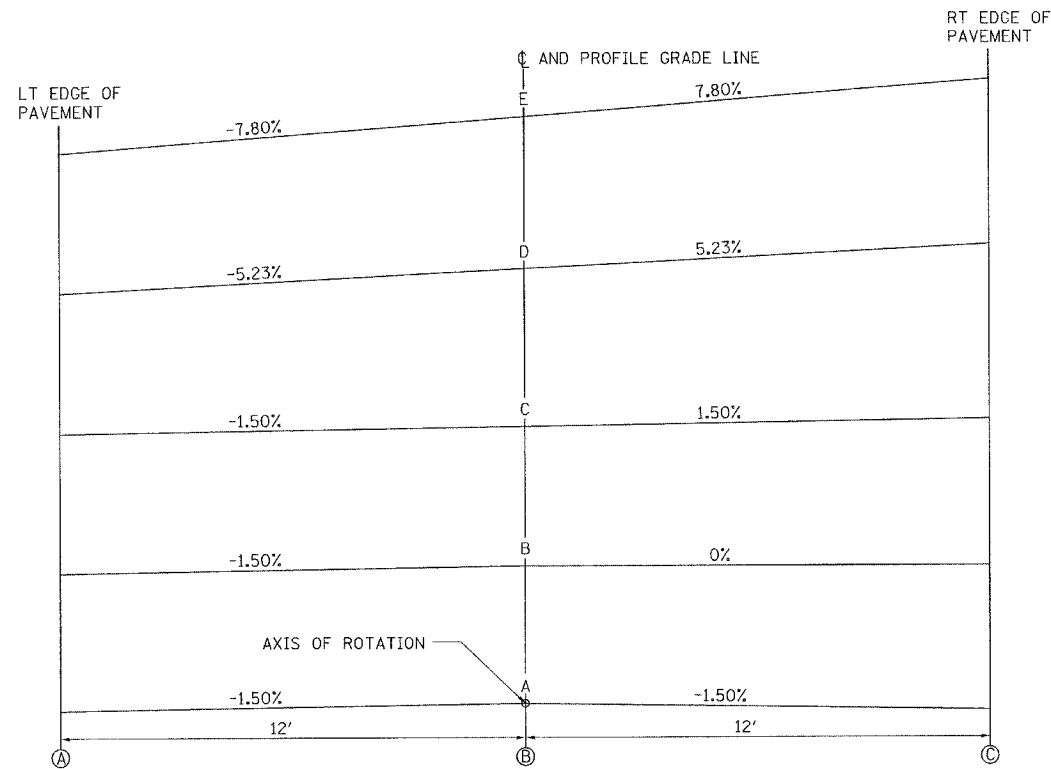 RT EDGE OF
PAVEMENT
℄ AND PROFILE GRADE LINE
LT EDGE OF
PAVEMENT
E
7.80%
-7.80%
D
5.23%
-5.23%
C
1.50%
-1.50%
B
0%
-1.50%
AXIS OF ROTATION
A
-1.50%
-1.50%
12'
12'
Ⓐ
Ⓑ
Ⓒ